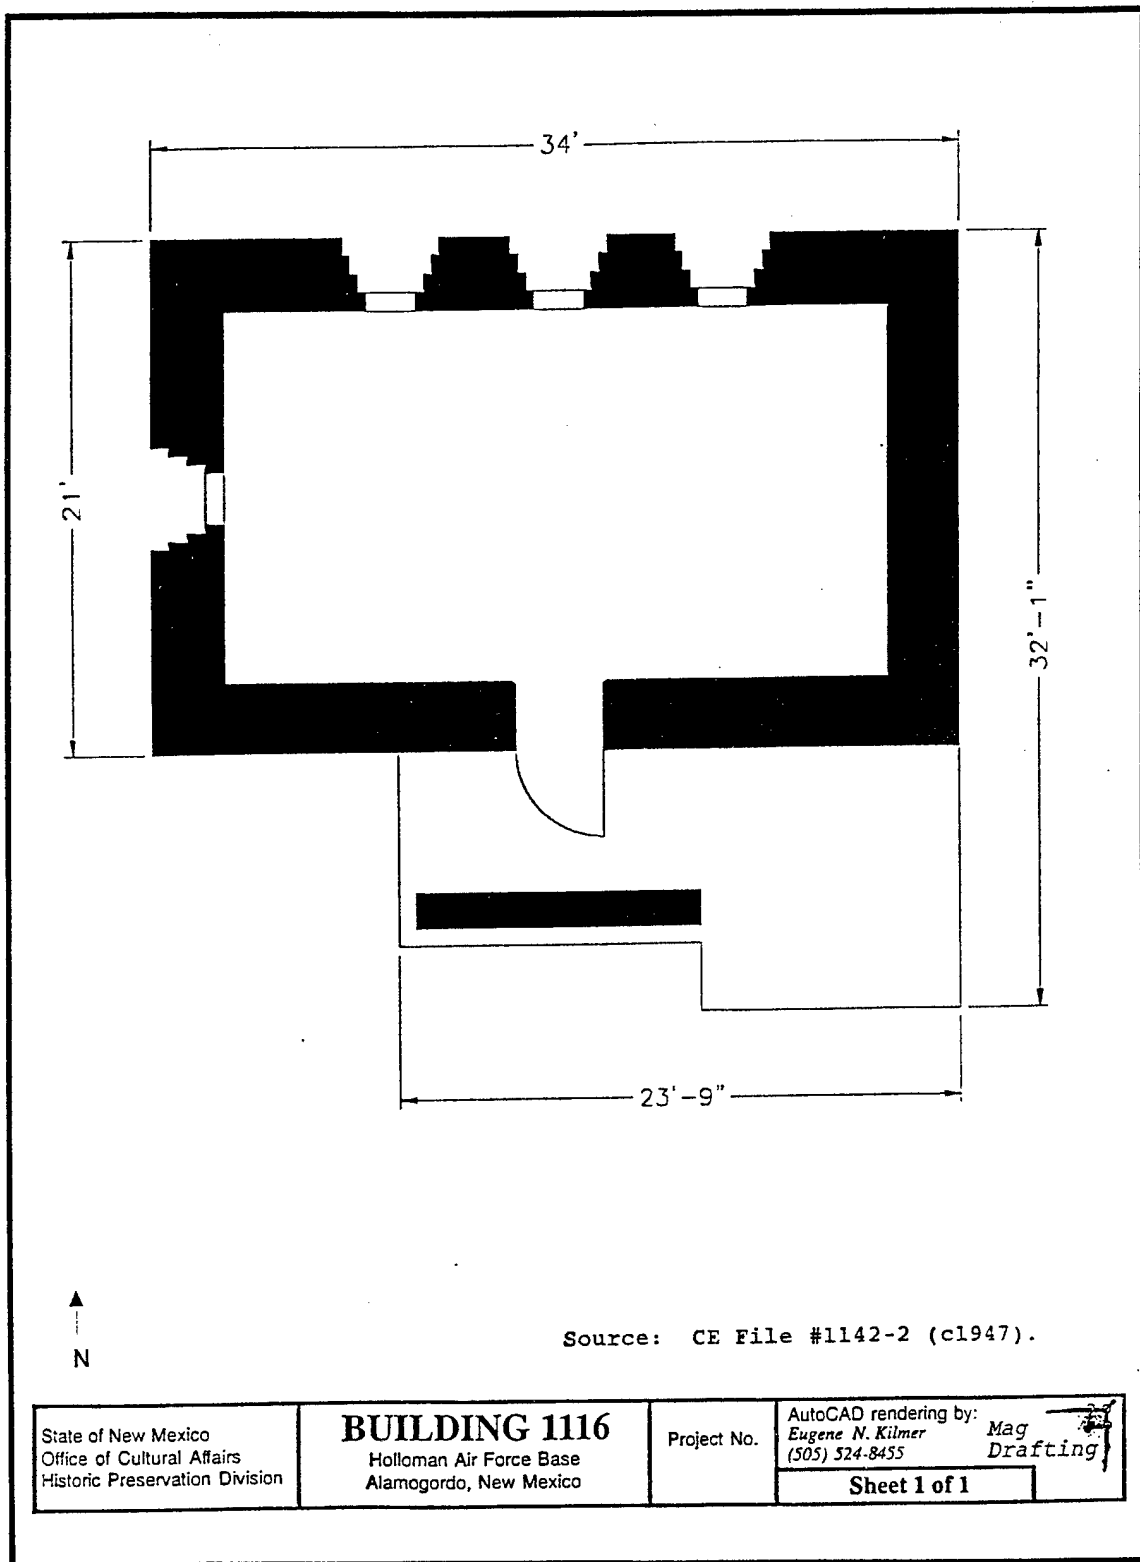 34'
21'
32'-1"
23'-9"
N
Source: CE File #1142-2 (c1947).
State of New Mexico
Office of Cultural Affairs
Historic Preservation Division
BUILDING 1116
Holloman Air Force Base
Alamogordo, New Mexico
Project No.
AutoCAD rendering by:
Eugene N. Kilmer
(505) 524-8455
Mag
Drafting
Sheet 1 of 1